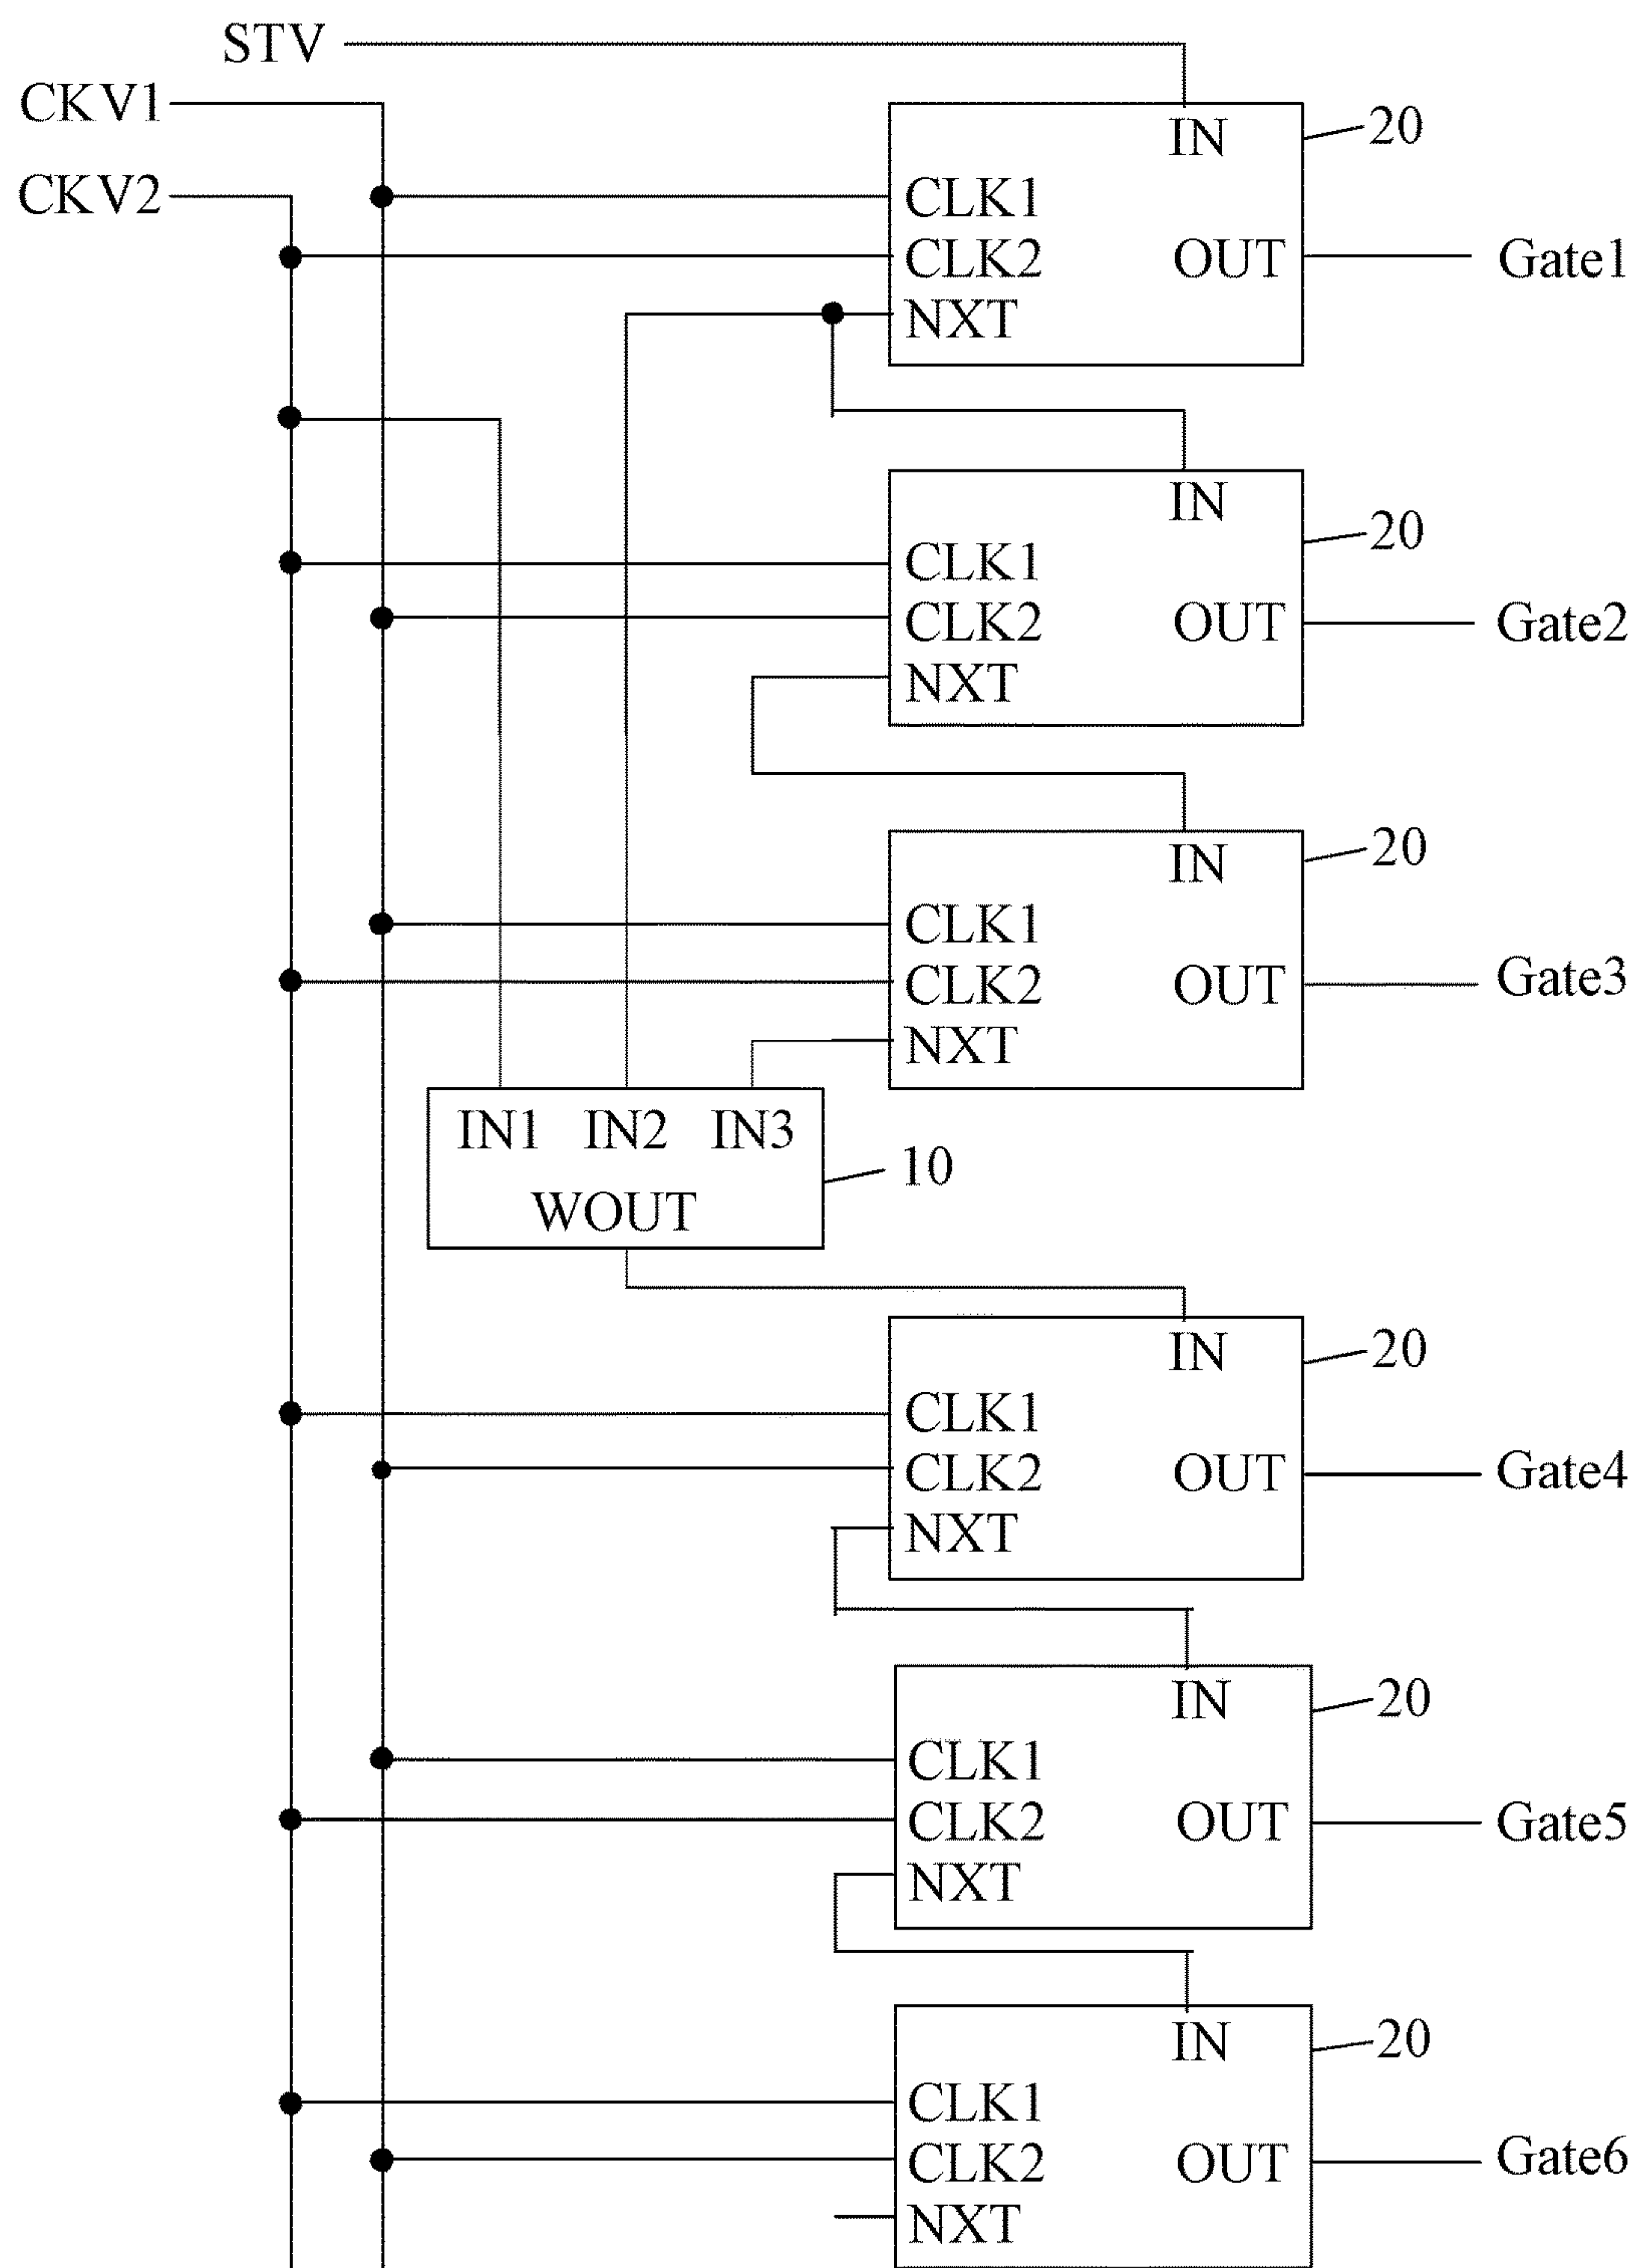 STV
CKV1
CKV2
IN
20
CLK1
CLK2
OUT
Gate1
NXT
IN
20
CLK1
CLK2
OUT
Gate2
NXT
IN
20
CLK1
CLK2
OUT
Gate3
NXT
IN1 IN2 IN3
10
WOUT
IN
20
CLK1
CLK2
OUT
Gate4
NXT
IN
20
CLK1
CLK2
OUT
Gate5
NXT
IN
20
CLK1
CLK2
OUT
Gate6
NXT